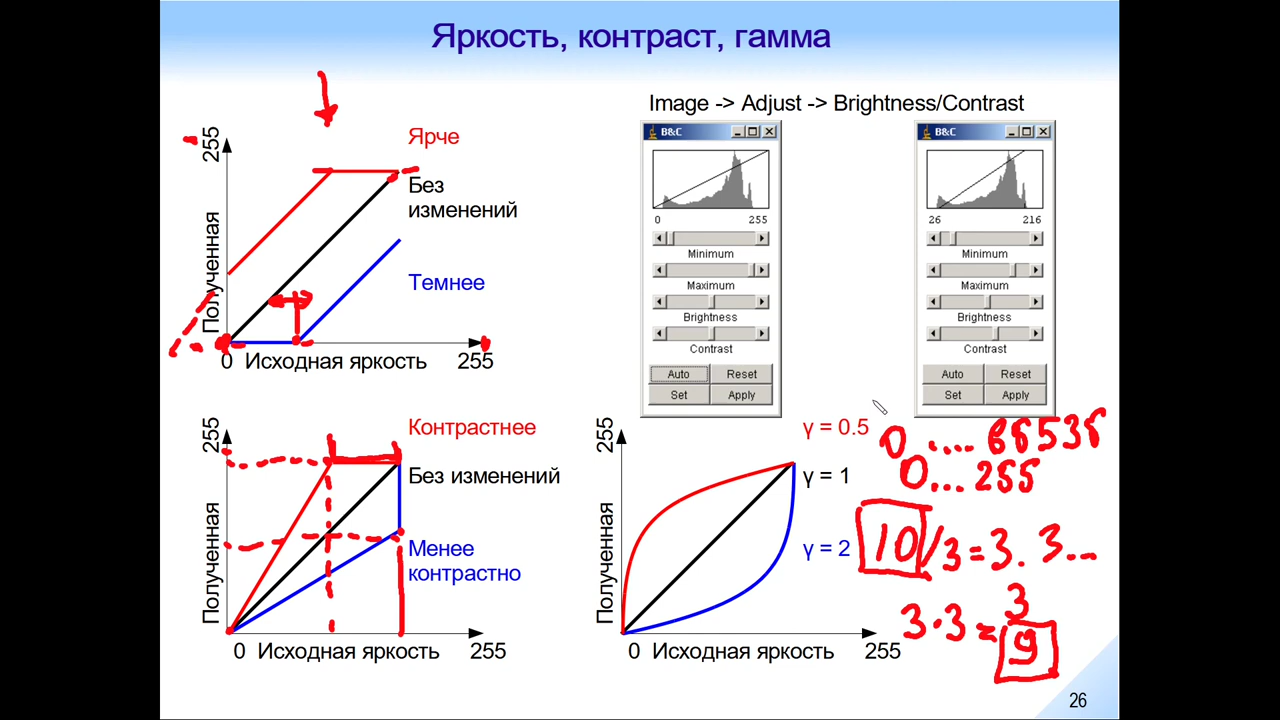 Яркость, контраст, гамма
Image -> Adjust -> Brightness/Contrast
255
Полученная
Ярче
Без
изменений
Темнее
0 Исходная яркость 255
B&C
0 255
Minimum
Maximum
Brightness
Contrast
Auto Reset
Set Apply
B&C
26 216
Minimum
Maximum
Brightness
Contrast
Auto Reset
Set Apply
255
Полученная
Контрастнее
Без изменений
Менее
контрастно
0 Исходная яркость 255
255
Полученная
γ = 0.5
γ = 1
γ = 2
0 Исходная яркость 255
0 .... 66536
0... 255
10/3=3.3...
3
3·3=9
26